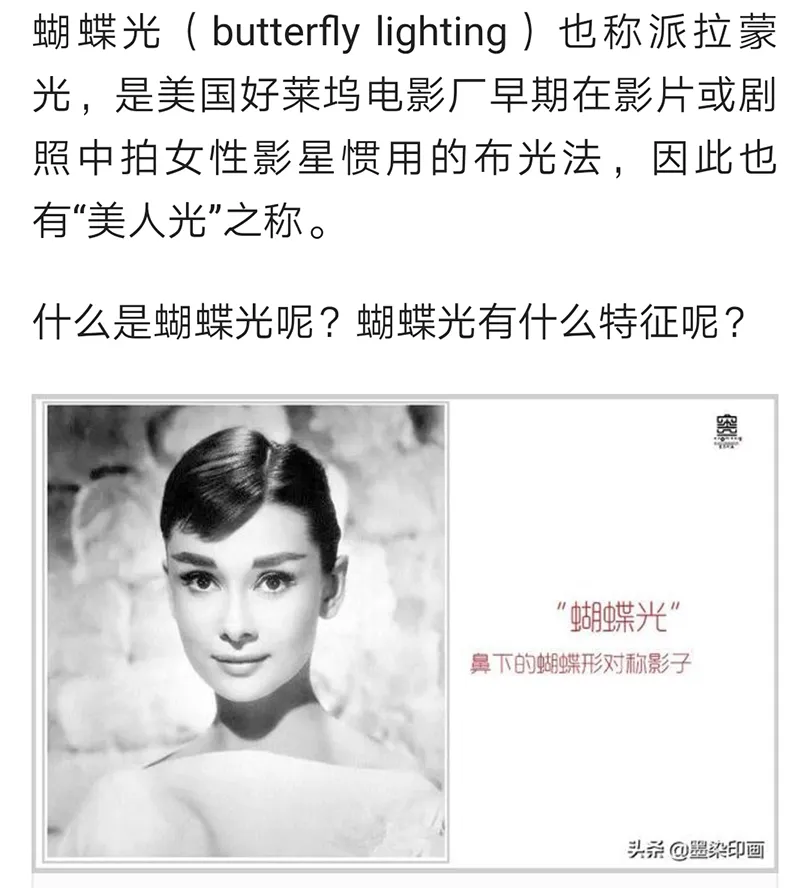 蝴蝶光（butterfly lighting）也称派拉蒙
光，是美国好莱坞电影厂早期在影片或剧
照中拍女性影星惯用的布光法，因此也
有“美人光”之称。
什么是蝴蝶光呢？蝴蝶光有什么特征呢？
"蝴蝶光"
鼻下的蝴蝶形对称影子
头条 @墨染印画